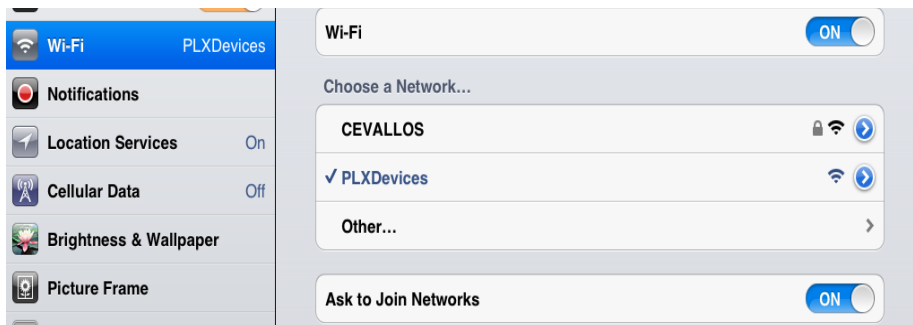 Wi-Fi PLXDevices
Notifications
Location Services On
Cellular Data Off
Brightness & Wallpaper
Picture Frame
Wi-Fi ON
Choose a Network...
CEVALLOS
✓ PLXDevices
Other...
Ask to Join Networks ON